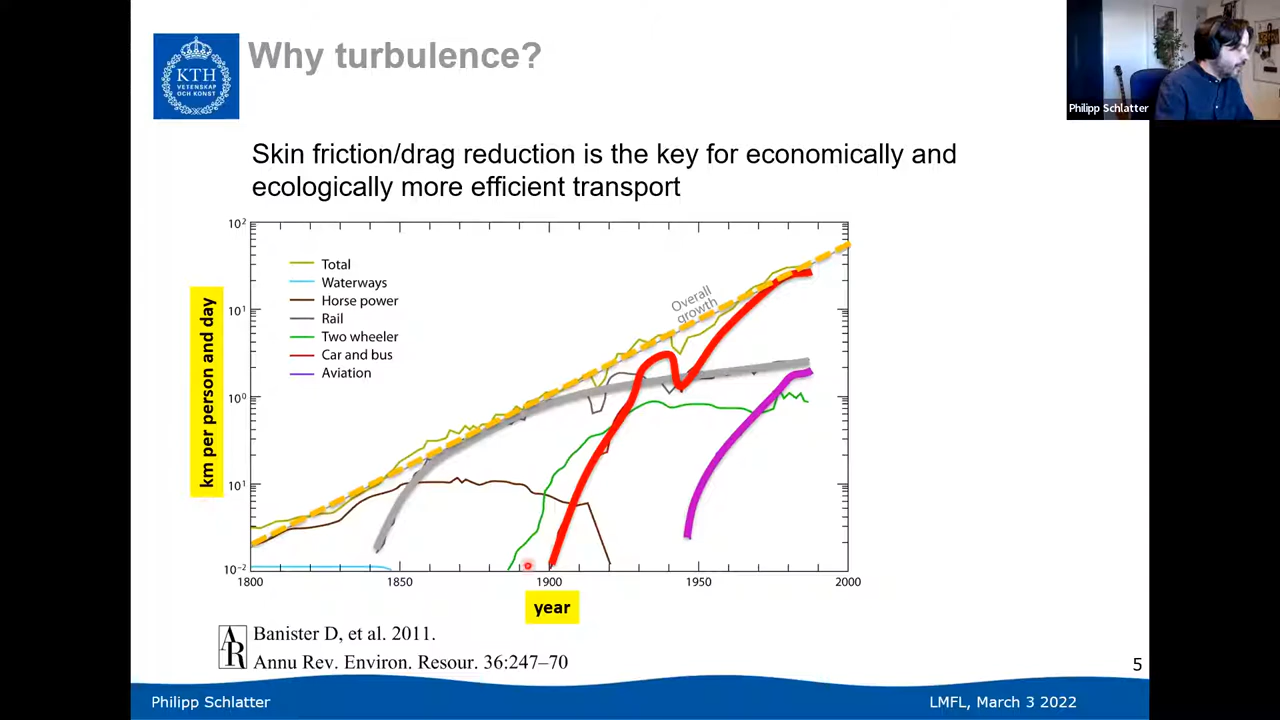 KTH
VETENSKAP
OCH KONST
Why turbulence?
Philipp Schlatter
Skin friction/drag reduction is the key for economically and
ecologically more efficient transport
km per person and day
10²
10¹
10⁰
10¹
10⁻²
Total
Waterways
Horse power
Rail
Two wheeler
Car and bus
Aviation
Overall
growth
1800 1850 1900 1950 2000
year
AR
Banister D, et al. 2011.
Annu Rev. Environ. Resour. 36:247–70
5
Philipp Schlatter
LMFL, March 3 2022